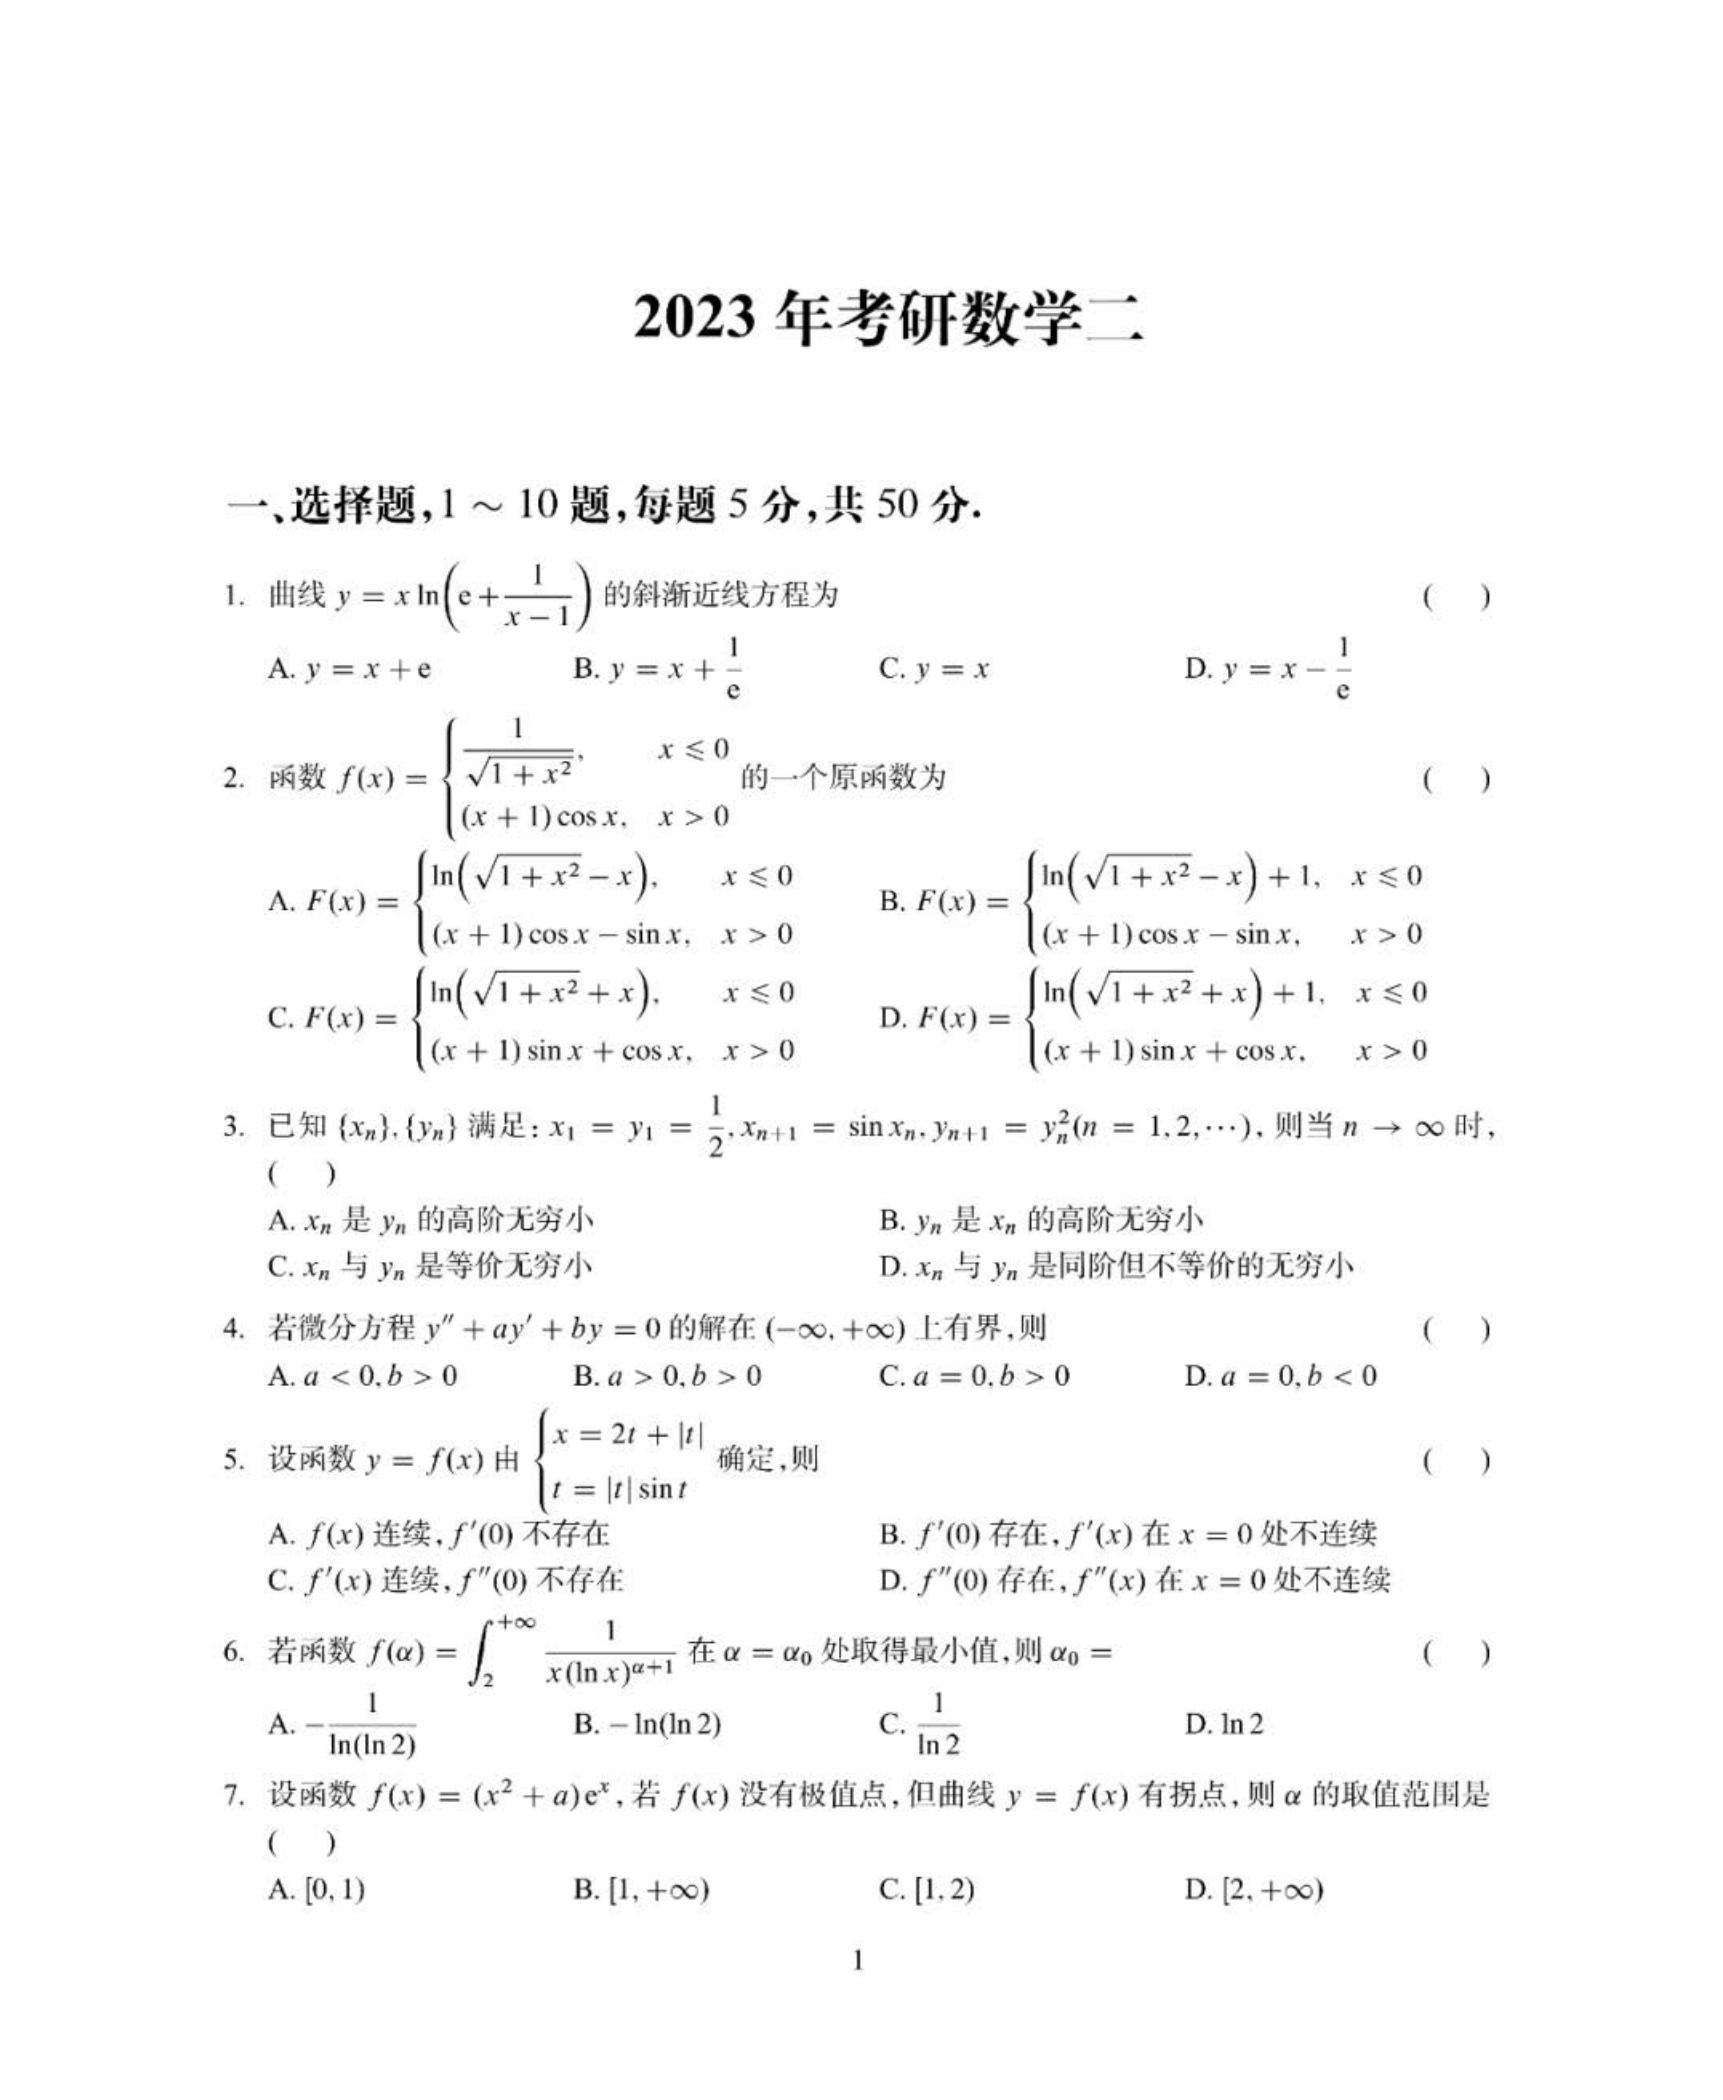 2023 年考研数学二
一、选择题,1 ~ 10 题,每题 5 分,共 50 分.
1. 曲线 y = x ln(e + 1/(x − 1)) 的斜渐近线方程为 ( )
A. y = x + e B. y = x + 1/e C. y = x D. y = x − 1/e
2. 函数 f(x) = { 1/√(1 + x²), x ⩽ 0; (x + 1) cos x, x > 0 的一个原函数为 ( )
A. F(x) = { ln(√(1 + x²) − x), x ⩽ 0; (x + 1) cos x − sin x, x > 0 B. F(x) = { ln(√(1 + x²) − x) + 1, x ⩽ 0; (x + 1) cos x − sin x, x > 0
C. F(x) = { ln(√(1 + x²) + x), x ⩽ 0; (x + 1) sin x + cos x, x > 0 D. F(x) = { ln(√(1 + x²) + x) + 1, x ⩽ 0; (x + 1) sin x + cos x, x > 0
3. 已知 {xₙ}, {yₙ} 满足: x₁ = y₁ = 1/2, xₙ₊₁ = sin xₙ, yₙ₊₁ = yₙ² (n = 1, 2, ⋯), 则当 n → ∞ 时,
( )
A. xₙ 是 yₙ 的高阶无穷小 B. yₙ 是 xₙ 的高阶无穷小
C. xₙ 与 yₙ 是等价无穷小 D. xₙ 与 yₙ 是同阶但不等价的无穷小
4. 若微分方程 y″ + ay′ + by = 0 的解在 (−∞, +∞) 上有界,则 ( )
A. a < 0, b > 0 B. a > 0, b > 0 C. a = 0, b > 0 D. a = 0, b < 0
5. 设函数 y = f(x) 由 { x = 2t + |t|; t = |t| sin t 确定,则 ( )
A. f(x) 连续, f′(0) 不存在 B. f′(0) 存在, f′(x) 在 x = 0 处不连续
C. f′(x) 连续, f″(0) 不存在 D. f″(0) 存在, f″(x) 在 x = 0 处不连续
6. 若函数 f(α) = ∫₂^{+∞} 1/(x(ln x)^{α+1}) 在 α = α₀ 处取得最小值,则 α₀ = ( )
A. −1/ln(ln 2) B. − ln(ln 2) C. 1/ln 2 D. ln 2
7. 设函数 f(x) = (x² + a)eˣ, 若 f(x) 没有极值点, 但曲线 y = f(x) 有拐点, 则 α 的取值范围是
( )
A. [0, 1) B. [1, +∞) C. [1, 2) D. [2, +∞)
1